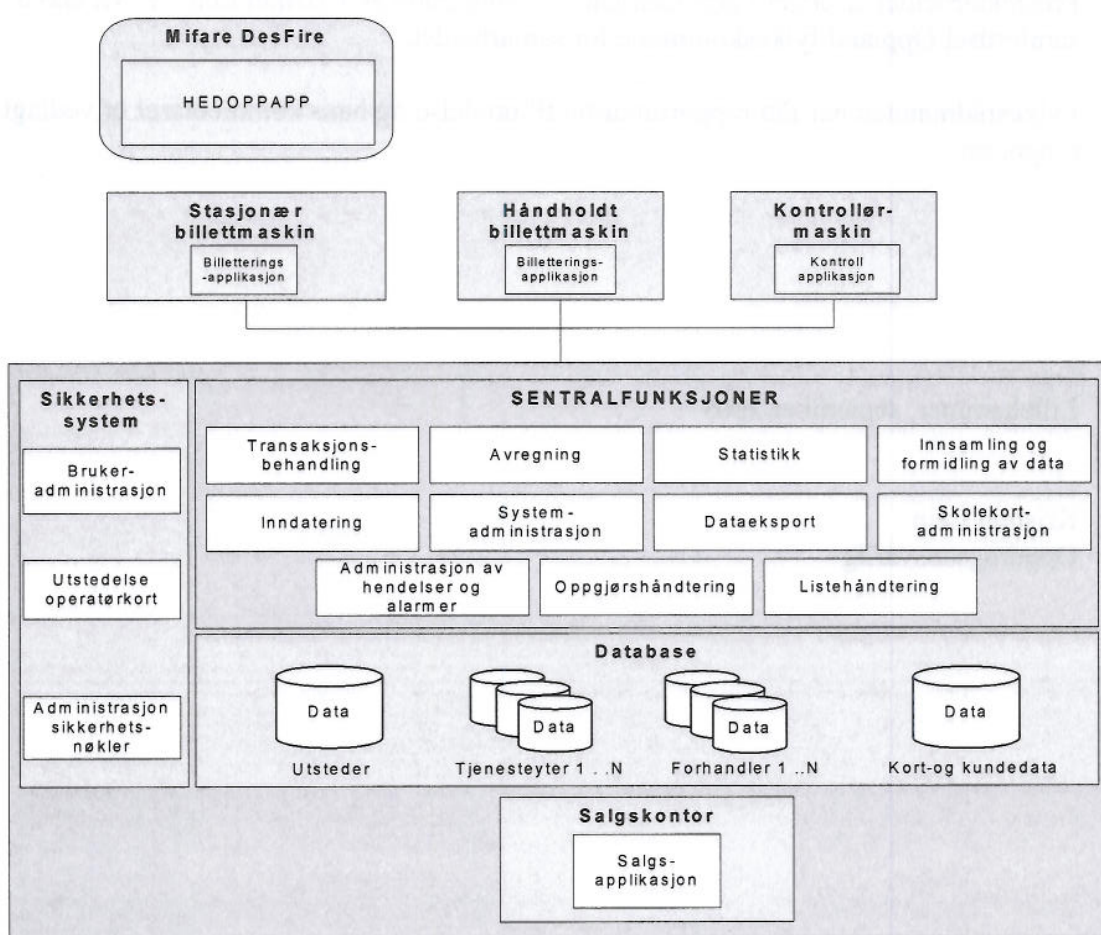 Mifare DesFire
HEDOPPAPP
Stasjonær
billettmaskin
Billetterings
-applikasjon
Håndholdt
billettmaskin
Billetterings-
applikasjon
Kontrollør-
maskin
Kontroll
applikasjon
Sikkerhets-
system
Bruker-
administrasjon
Utstedelse
operatørkort
Administrasjon
sikkerhets-
nøkler
SENTRALFUNKSJONER
Transaksjons-
behandling
Avregning
Statistikk
Innsamling og
formidling av data
Inndatering
System-
administrasjon
Dataeksport
Skolekort-
administrasjon
Administrasjon av
hendelser og
alarmer
Oppgjørshåndtering
Listehåndtering
Database
Data
Data
Data
Data
Utsteder
Tjenesteyter 1 . . N
Forhandler 1 . .N
Kort-og kundedata
Salgskontor
Salgs-
applikasjon